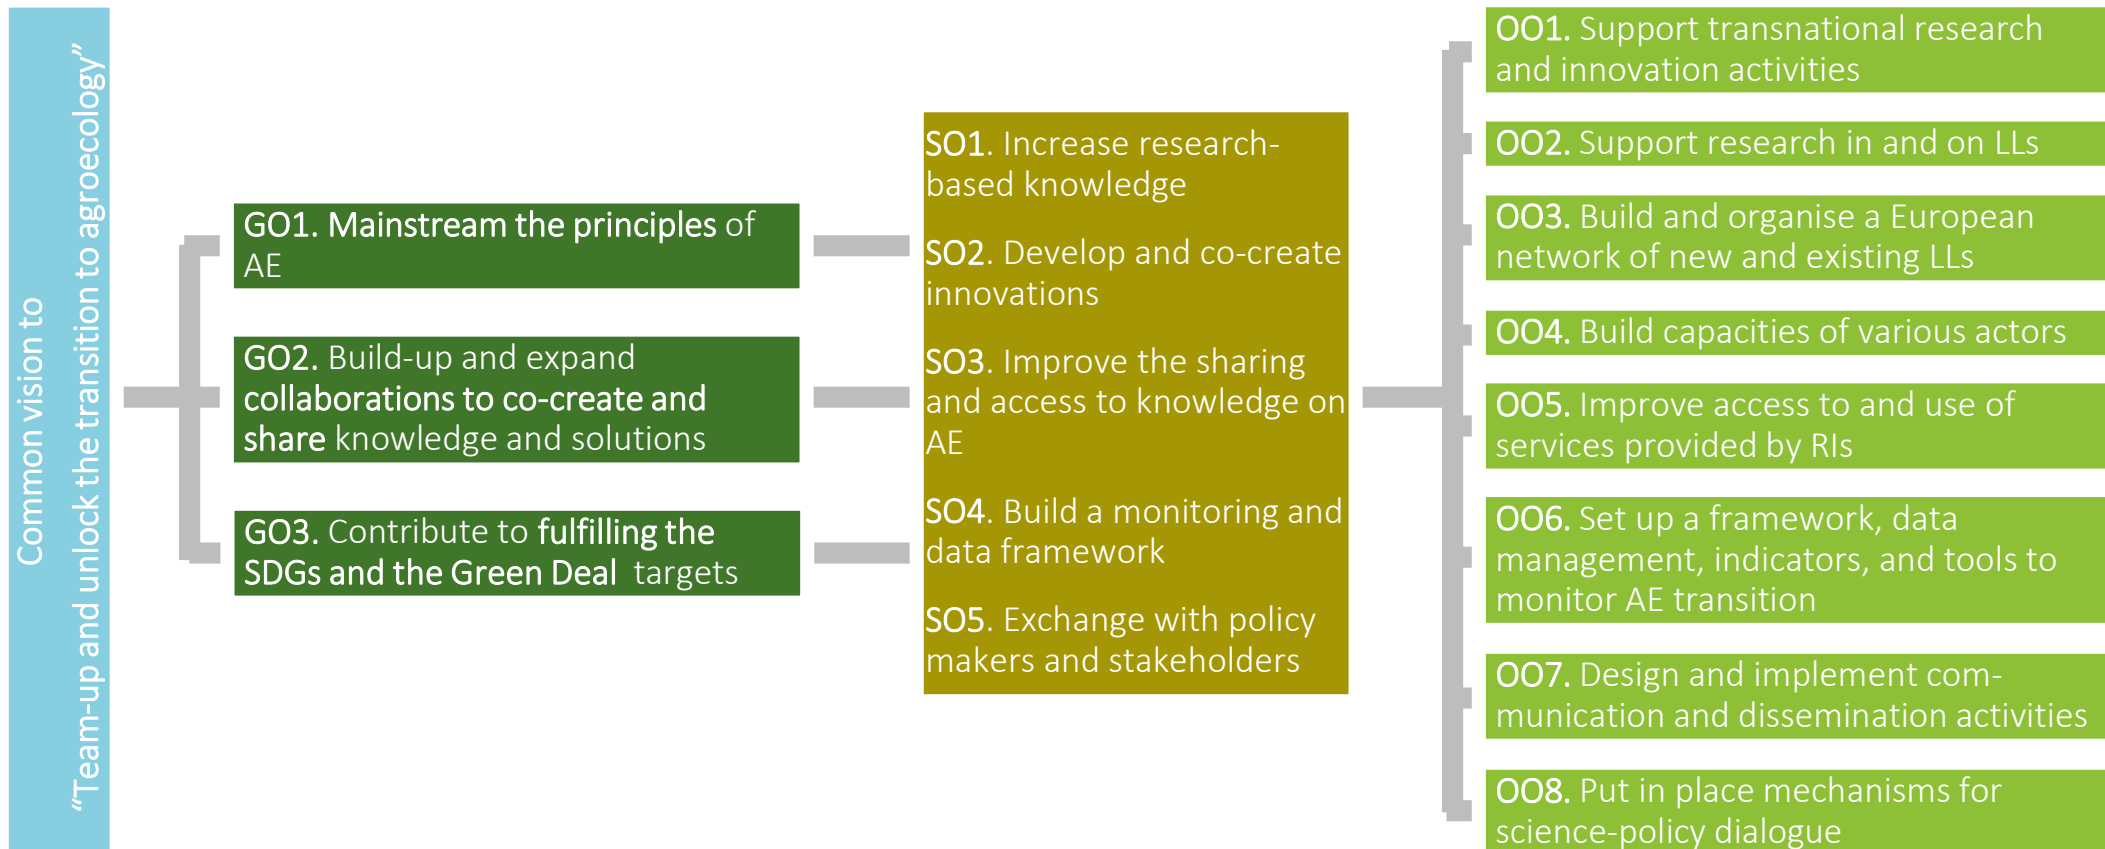 Common vision to
“Team-up and unlock the transition to agroecology”
GO1. Mainstream the principles of
AE
GO2. Build-up and expand
collaborations to co-create and
share knowledge and solutions
GO3. Contribute to fulfilling the
SDGs and the Green Deal targets
SO1. Increase research-
based knowledge
SO2. Develop and co-create
innovations
SO3. Improve the sharing
and access to knowledge on
AE
SO4. Build a monitoring and
data framework
SO5. Exchange with policy
makers and stakeholders
OO1. Support transnational research
and innovation activities
OO2. Support research in and on LLs
OO3. Build and organise a European
network of new and existing LLs
OO4. Build capacities of various actors
OO5. Improve access to and use of
services provided by RIs
OO6. Set up a framework, data
management, indicators, and tools to
monitor AE transition
OO7. Design and implement com-
munication and dissemination activities
OO8. Put in place mechanisms for
science-policy dialogue